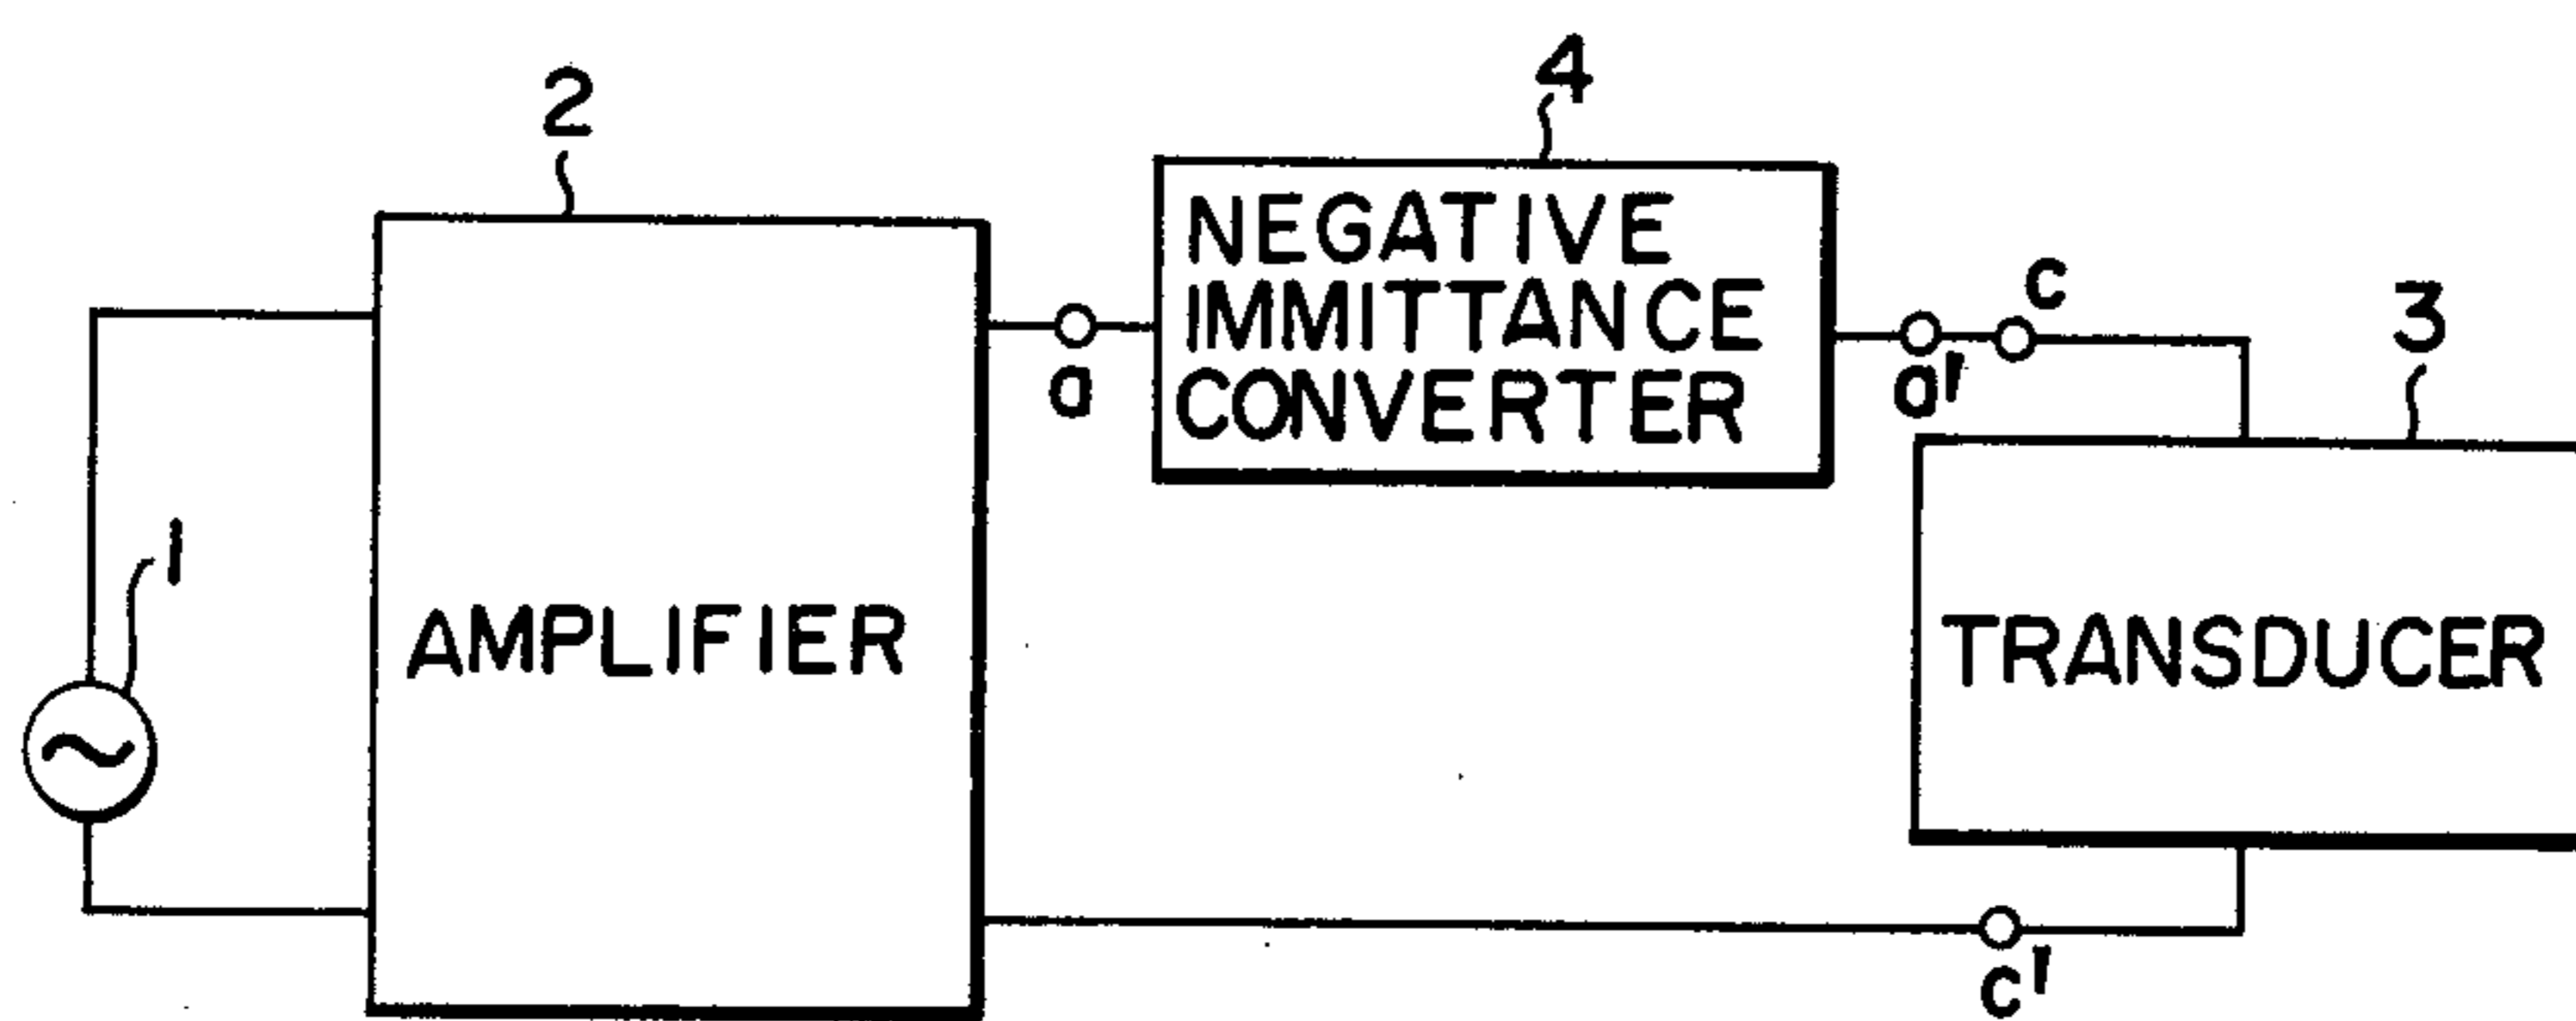 2
4
NEGATIVE
IMMITTANCE
CONVERTER
a
a'
c
3
1
AMPLIFIER
TRANSDUCER
c'